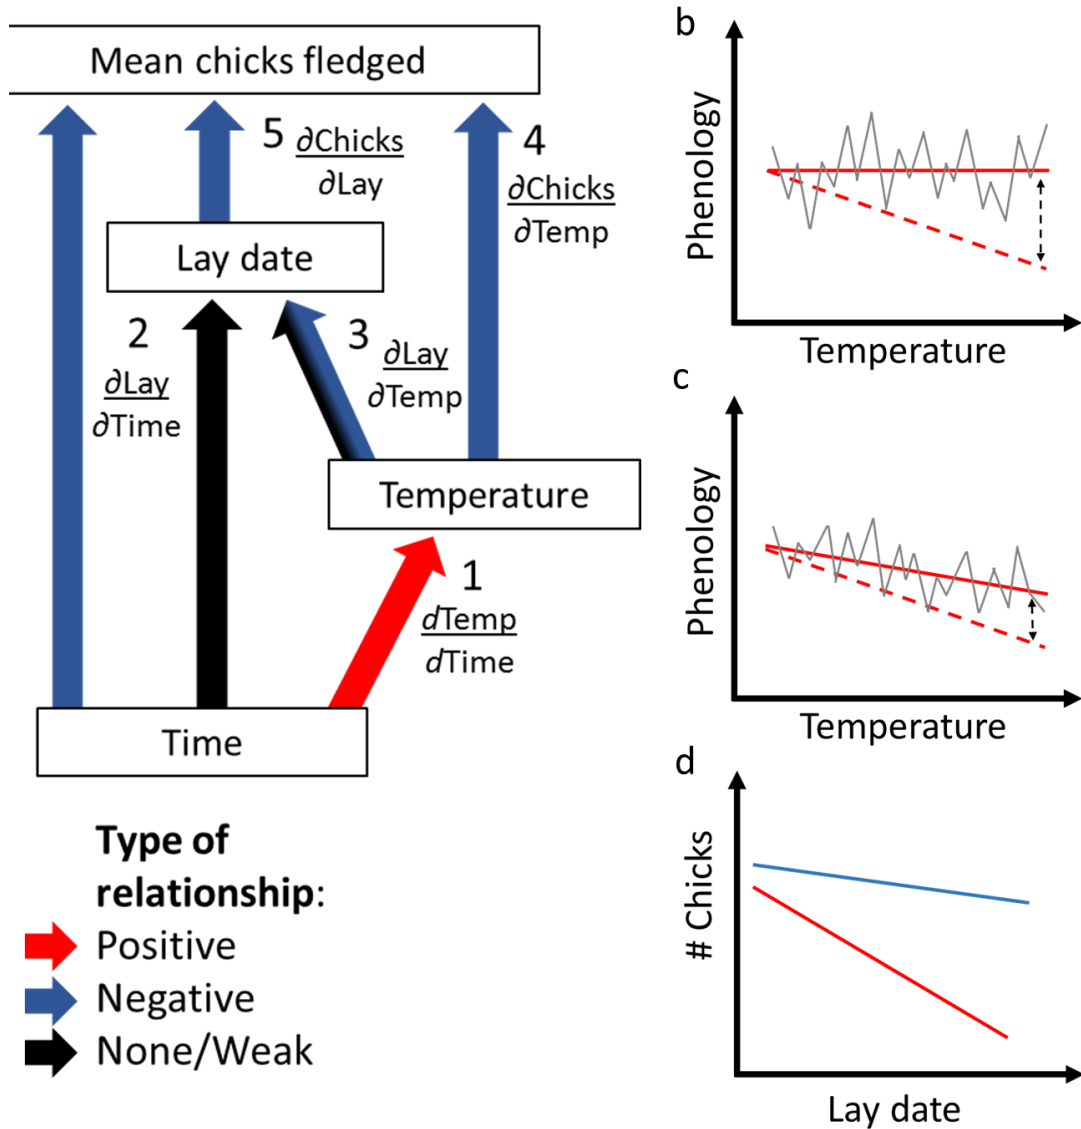 Mean chicks fledged
5 ∂Chicks
∂Lay
4
∂Chicks
∂Temp
Lay date
2
∂Lay
∂Time
3 ∂Lay
∂Temp
Temperature
1
dTemp
dTime
Time
Type of
relationship:
Positive
Negative
None/Weak
b
Phenology
Temperature
c
Phenology
Temperature
d
# Chicks
Lay date